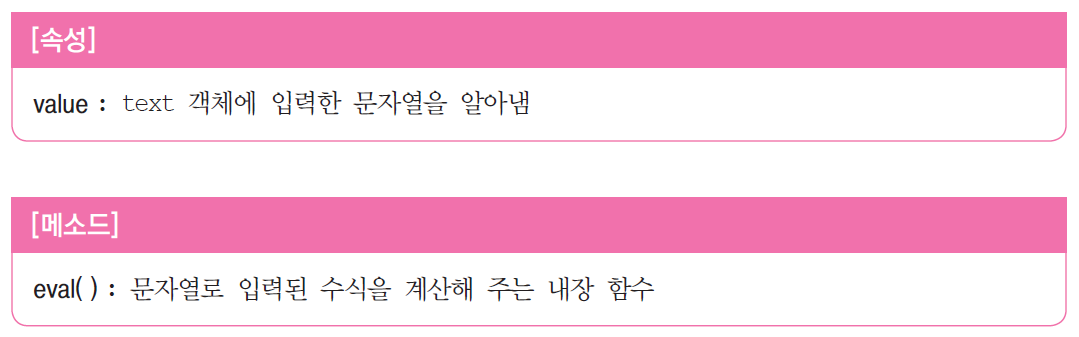 [속성]
value : text 객체에 입력한 문자열을 알아냄
[메소드]
eval( ) : 문자열로 입력된 수식을 계산해 주는 내장 함수